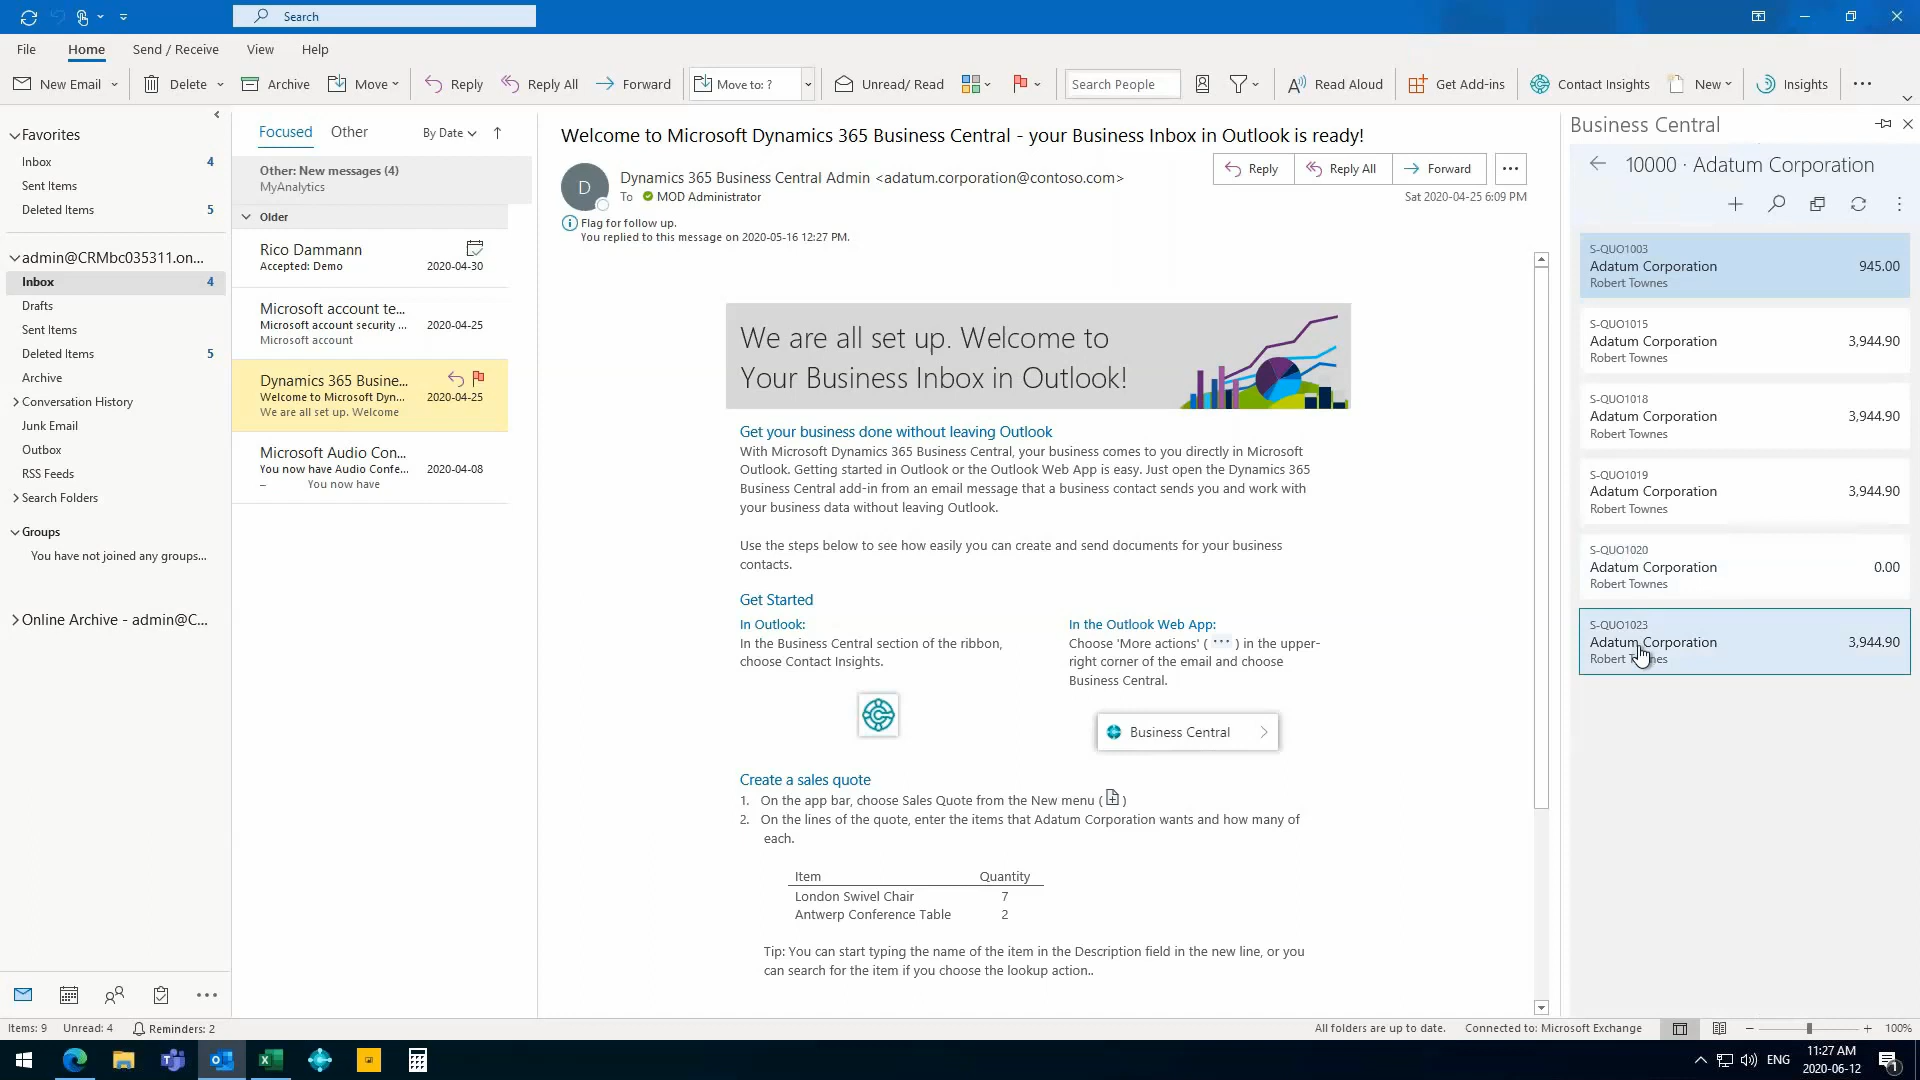 Search
File
Home
Send / Receive
View
Help
New Email
Delete
Archive
Move
Reply
Reply All
Forward
Move to: ?
Unread/ Read
Search People
Read Aloud
Get Add-ins
Contact Insights
New
Insights
Favorites
Inbox 4
Sent Items
Deleted Items 5
admin@CRMbc035311.on...
Inbox 4
Drafts
Sent Items
Deleted Items 5
Archive
Conversation History
Junk Email
Outbox
RSS Feeds
Search Folders
Groups
You have not joined any groups...
Online Archive - admin@C...
Focused
Other
By Date
Other: New messages (4)
MyAnalytics
Older
Rico Dammann
Accepted: Demo 2020-04-30
Microsoft account te...
Microsoft account security ... 2020-04-25
Microsoft account
Dynamics 365 Busine...
Welcome to Microsoft Dyn... 2020-04-25
We are all set up. Welcome
Microsoft Audio Con...
You now have Audio Confe... 2020-04-08
You now have
Welcome to Microsoft Dynamics 365 Business Central - your Business Inbox in Outlook is ready!
D
Dynamics 365 Business Central Admin <adatum.corporation@contoso.com>
To MOD Administrator
Reply
Reply All
Forward
Sat 2020-04-25 6:09 PM
Flag for follow up.
You replied to this message on 2020-05-16 12:27 PM.
We are all set up. Welcome to
Your Business Inbox in Outlook!
Get your business done without leaving Outlook
With Microsoft Dynamics 365 Business Central, your business comes to you directly in Microsoft
Outlook. Getting started in Outlook or the Outlook Web App is easy. Just open the Dynamics 365
Business Central add-in from an email message that a business contact sends you and work with
your business data without leaving Outlook.
Use the steps below to see how easily you can create and send documents for your business
contacts.
Get Started
In Outlook:
In the Business Central section of the ribbon,
choose Contact Insights.
In the Outlook Web App:
Choose 'More actions' ( ••• ) in the upper-
right corner of the email and choose
Business Central.
Business Central
Create a sales quote
1. On the app bar, choose Sales Quote from the New menu ( )
2. On the lines of the quote, enter the items that Adatum Corporation wants and how many of
each.
Item Quantity
London Swivel Chair 7
Antwerp Conference Table 2
Tip: You can start typing the name of the item in the Description field in the new line, or you
can search for the item if you choose the lookup action..
Business Central
10000 · Adatum Corporation
S-QUO1003
Adatum Corporation 945.00
Robert Townes
S-QUO1015
Adatum Corporation 3,944.90
Robert Townes
S-QUO1018
Adatum Corporation 3,944.90
Robert Townes
S-QUO1019
Adatum Corporation 3,944.90
Robert Townes
S-QUO1020
Adatum Corporation 0.00
Robert Townes
S-QUO1023
Adatum Corporation 3,944.90
Robert Townes
Items: 9
Unread: 4
Reminders: 2
All folders are up to date.
Connected to: Microsoft Exchange
100%
ENG
11:27 AM
2020-06-12
1